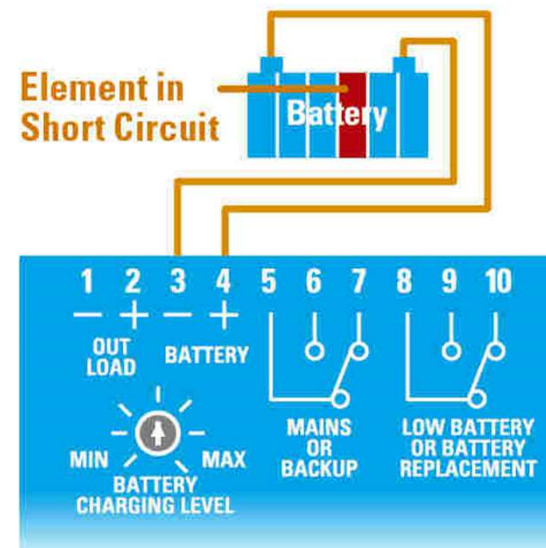 Element in
Short Circuit
Battery
1 2 3 4 5 6 7 8 9 10
− + − +
OUT
LOAD
BATTERY
MIN
MAX
BATTERY
CHARGING LEVEL
MAINS
OR
BACKUP
LOW BATTERY
OR BATTERY
REPLACEMENT